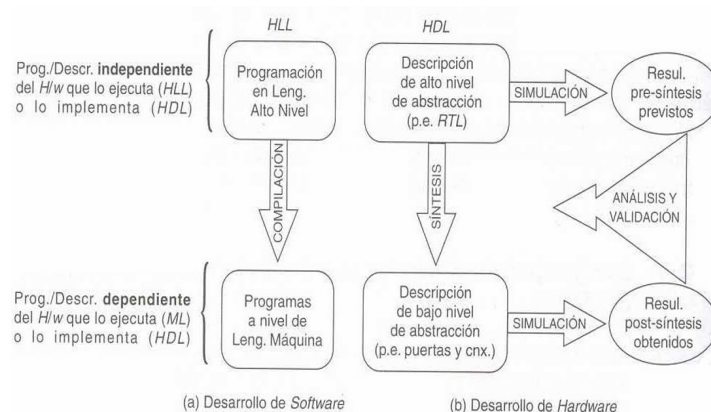 HLL
HDL
Prog./Descr. independiente
del H/w que lo ejecuta (HLL)
o lo implementa (HDL)
Programación
en Leng.
Alto Nivel
Descripción
de alto nivel
de abstracción
(p.e. RTL)
SIMULACIÓN
Resul.
pre-síntesis
previstos
COMPILACIÓN
SÍNTESIS
ANÁLISIS Y
VALIDACIÓN
Prog./Descr. dependiente
del H/w que lo ejecuta (ML)
o lo implementa (HDL)
Programas
a nivel de
Leng. Máquina
Descripción
de bajo nivel
de abstracción
(p.e. puertas y cnx.)
SIMULACIÓN
Resul.
post-síntesis
obtenidos
(a) Desarrollo de Software
(b) Desarrollo de Hardware